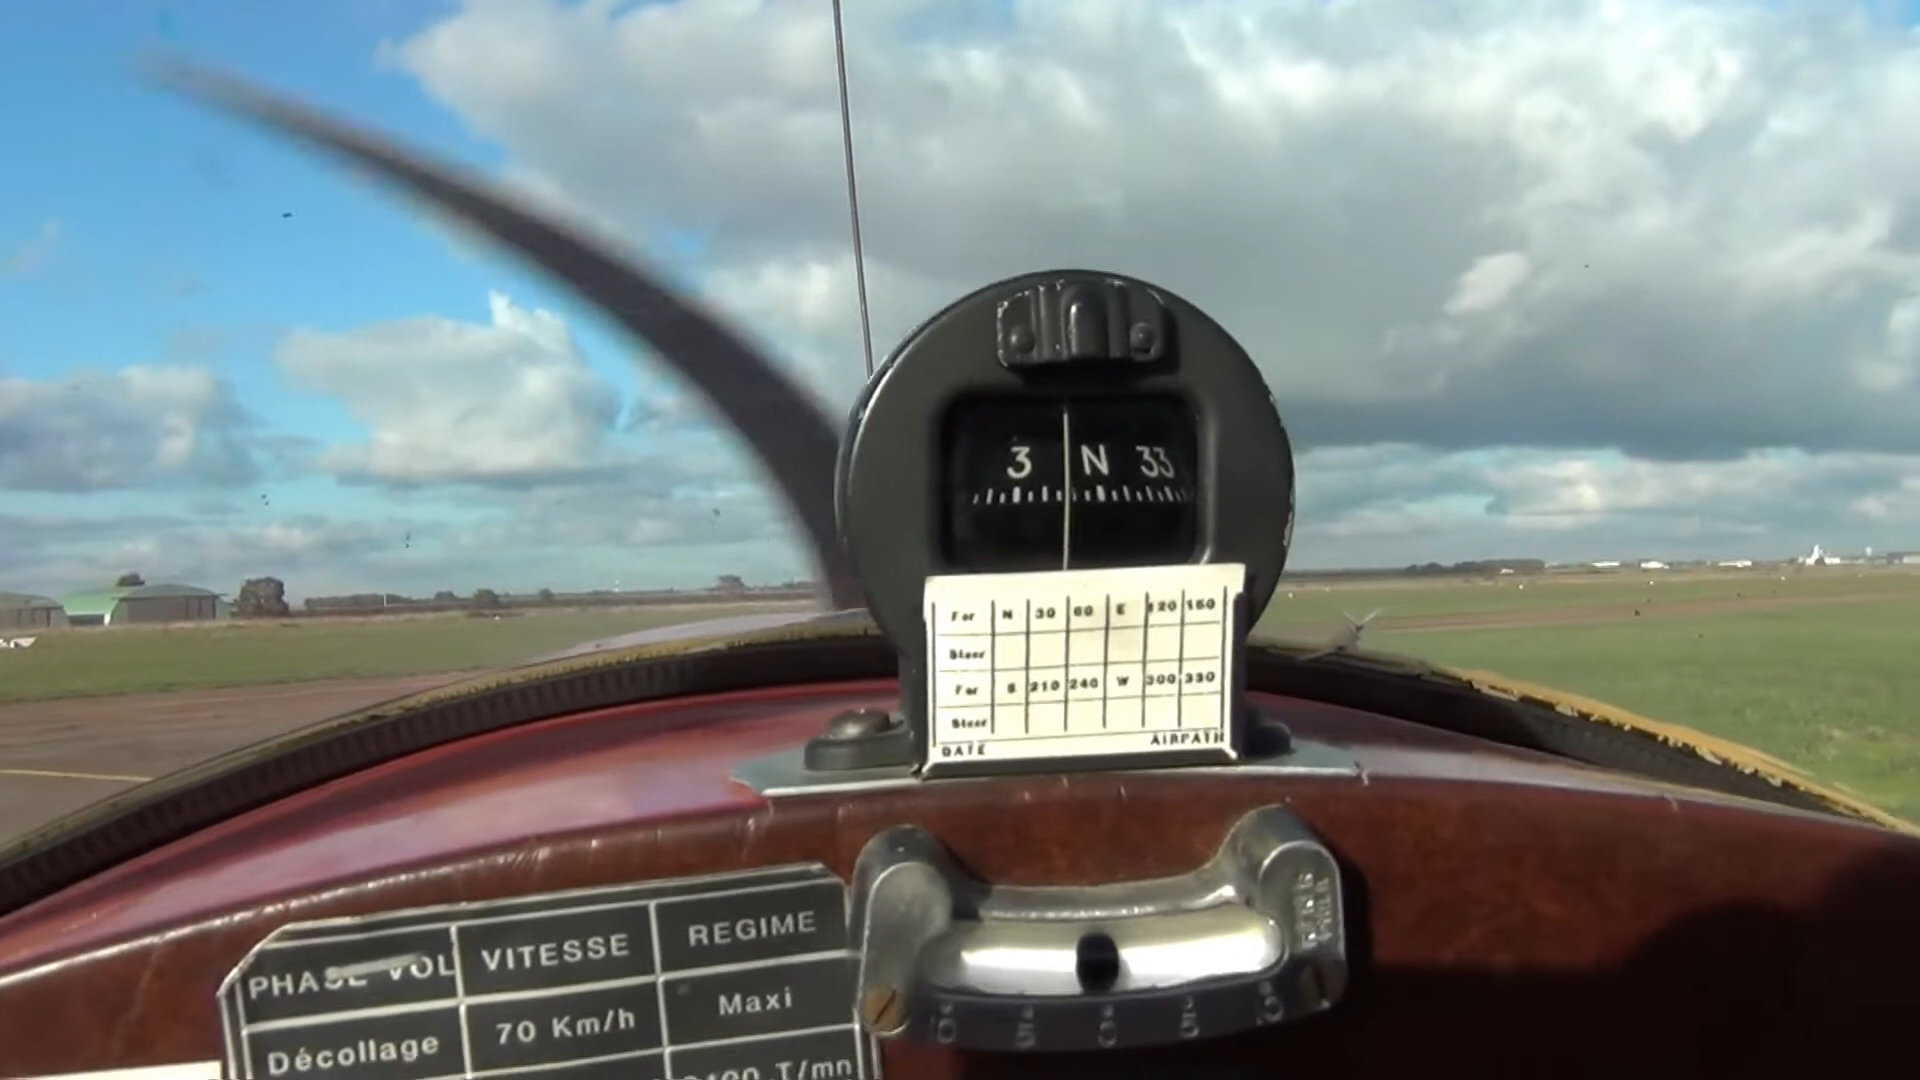 3 N 33
For N 30 60 E 120 150
Steer
For S 210 240 W 300 330
Steer
DATE AIRPATH
PHASE VOL VITESSE REGIME
Décollage 70 Km/h Maxi
T/mn